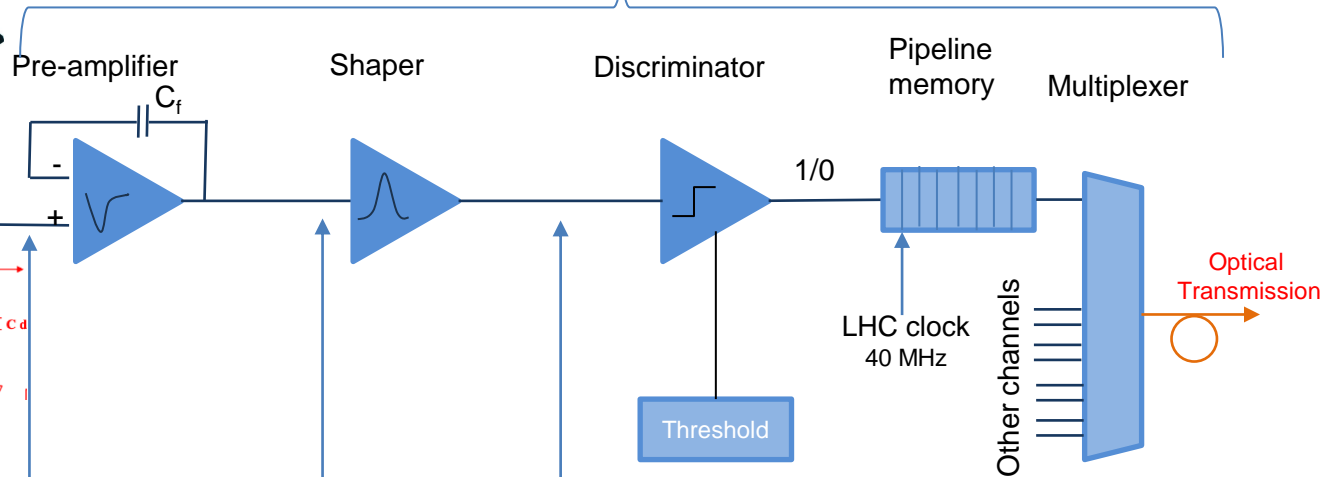 Pre-amplifier
Shaper
Discriminator
Pipeline
memory
Multiplexer
Cf
-
+
1/0
LHC clock
40 MHz
Other channels
Optical
Transmission
Threshold
C d